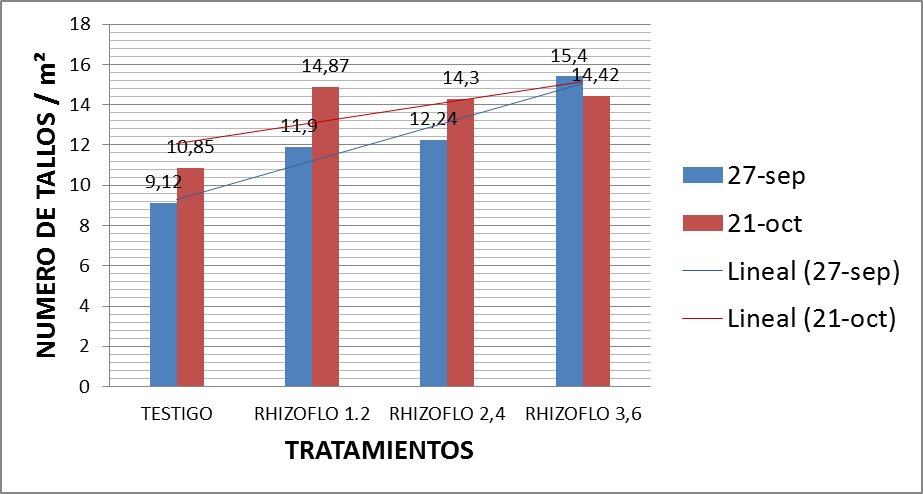 NUMERO DE TALLOS / m²
18
16
14
12
10
8
6
4
2
0
9,12
10,85
11,9
14,87
12,24
14,3
15,4
14,42
TESTIGO
RHIZOFLO 1.2
RHIZOFLO 2,4
RHIZOFLO 3,6
TRATAMIENTOS
27-sep
21-oct
Lineal (27-sep)
Lineal (21-oct)